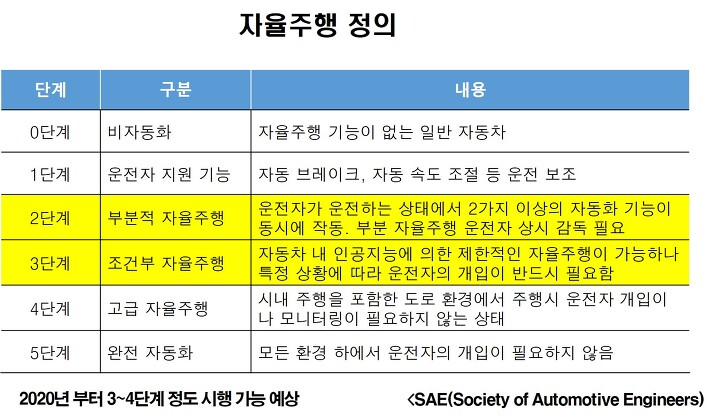 자율주행 정의
단계 구분 내용
0단계 비자동화 자율주행 기능이 없는 일반 자동차
1단계 운전자 지원 기능 자동 브레이크, 자동 속도 조절 등 운전 보조
2단계 부분적 자율주행 운전자가 운전하는 상태에서 2가지 이상의 자동화 기능이
동시에 작동. 부분 자율주행 운전자 상시 감독 필요
3단계 조건부 자율주행 자동차 내 인공지능에 의한 제한적인 자율주행이 가능하나
특정 상황에 따라 운전자의 개입이 반드시 필요함
4단계 고급 자율주행 시내 주행을 포함한 도로 환경에서 주행시 운전자 개입이
나 모니터링이 필요하지 않는 상태
5단계 완전 자동화 모든 환경 하에서 운전자의 개입이 필요하지 않음
2020년 부터 3~4단계 정도 시행 가능 예상 <SAE(Society of Automotive Engineers)